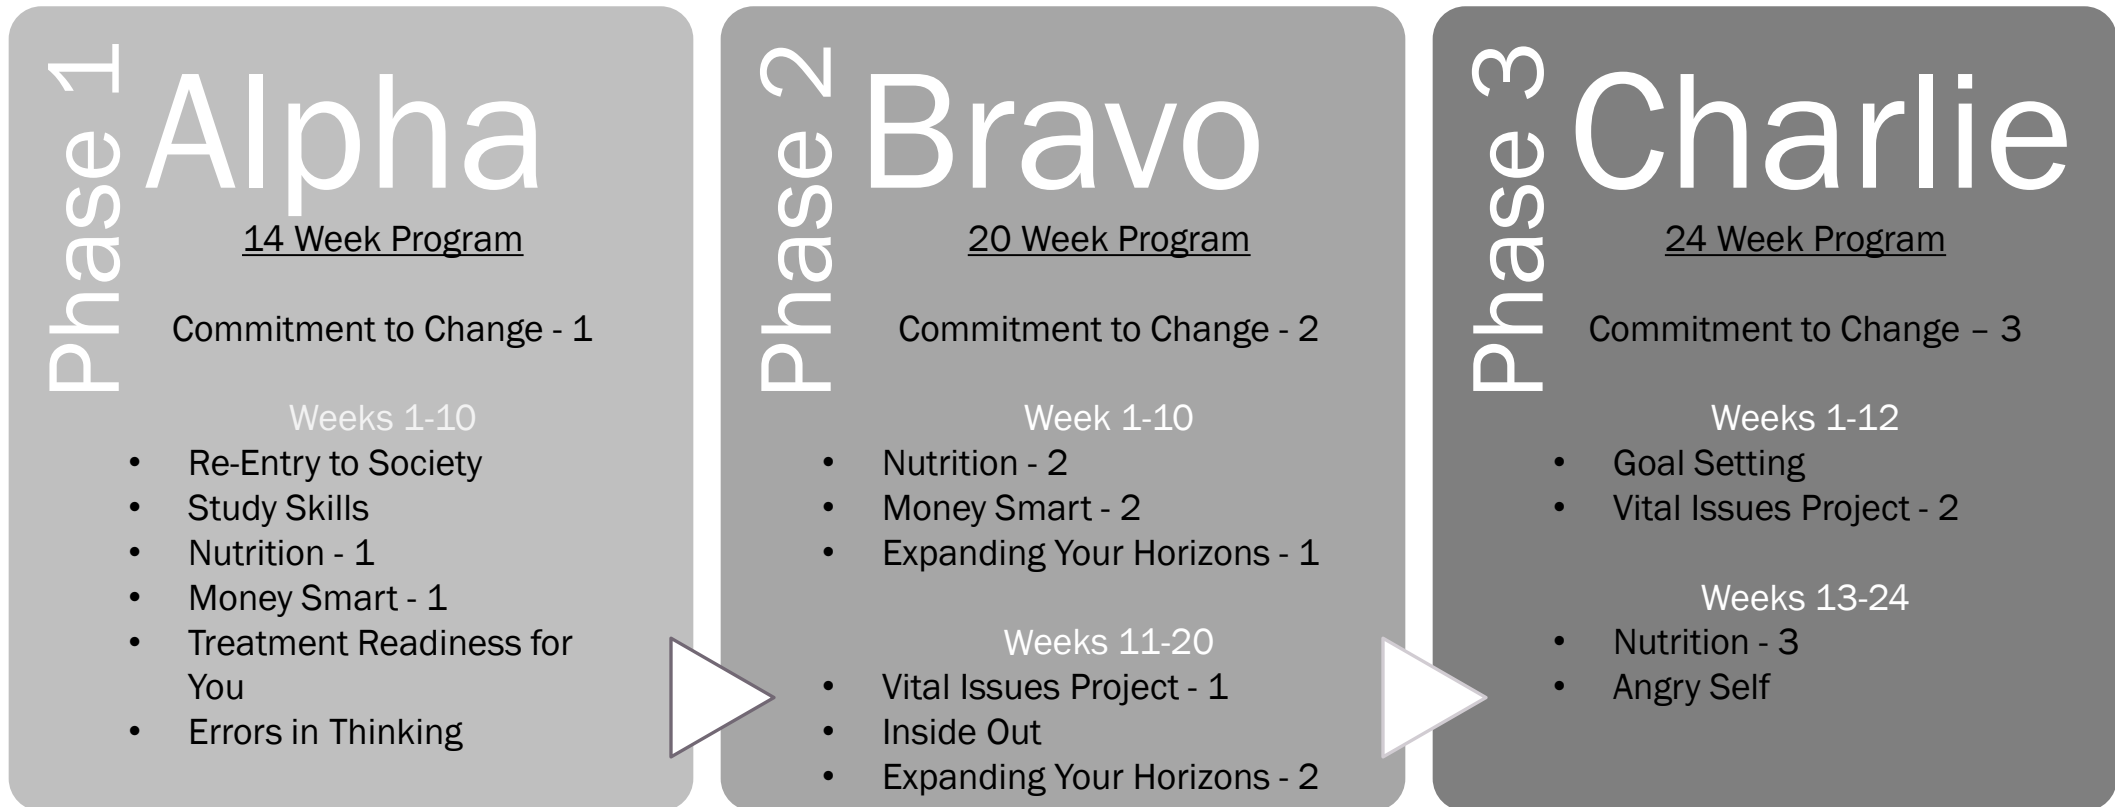 Phase 1
Alpha
14 Week Program
Commitment to Change - 1
Weeks 1-10
• Re-Entry to Society
• Study Skills
• Nutrition - 1
• Money Smart - 1
• Treatment Readiness for
You
• Errors in Thinking
Phase 2
Bravo
20 Week Program
Commitment to Change - 2
Week 1-10
• Nutrition - 2
• Money Smart - 2
• Expanding Your Horizons - 1
Weeks 11-20
• Vital Issues Project - 1
• Inside Out
• Expanding Your Horizons - 2
Phase 3
Charlie
24 Week Program
Commitment to Change – 3
Weeks 1-12
• Goal Setting
• Vital Issues Project - 2
Weeks 13-24
• Nutrition - 3
• Angry Self